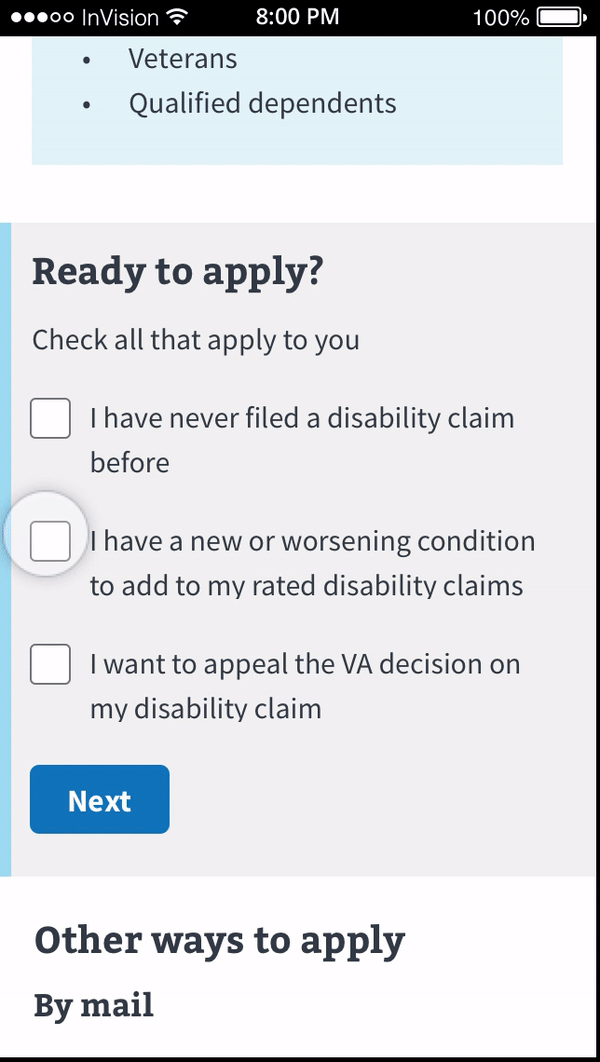 InVision 8:00 PM 100%
• Veterans
• Qualified dependents
Ready to apply?
Check all that apply to you
I have never filed a disability claim
before
I have a new or worsening condition
to add to my rated disability claims
I want to appeal the VA decision on
my disability claim
Next
Other ways to apply
By mail